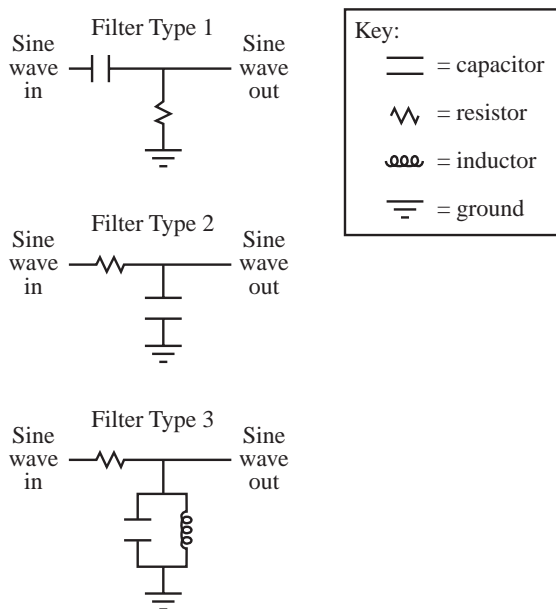 Filter Type 1
Sine
wave
in
Sine
wave
out
Filter Type 2
Sine
wave
in
Sine
wave
out
Filter Type 3
Sine
wave
in
Sine
wave
out
Key:
= capacitor
= resistor
= inductor
= ground